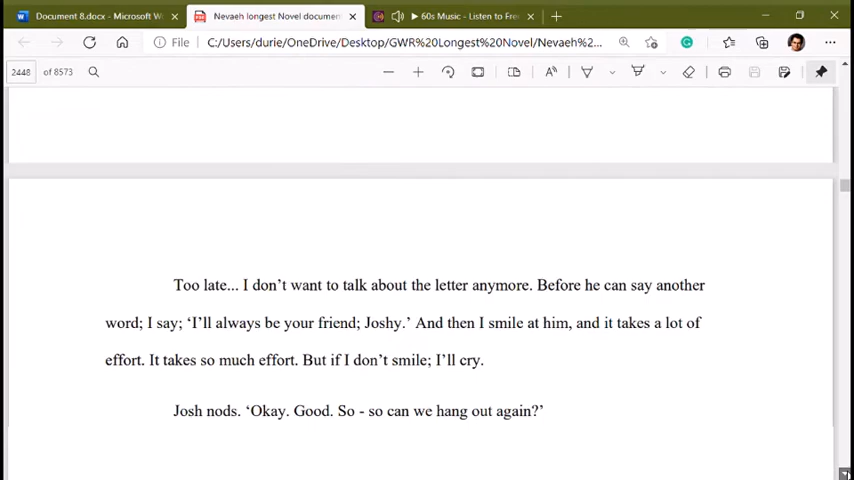 Document 8.docx - Microsoft W
Nevaeh longest Novel documen
60s Music - Listen to Fre
File
C:/Users/durie/OneDrive/Desktop/GWR%20Longest%20Novel/Nevaeh%2...
2448 of 8573
Too late... I don’t want to talk about the letter anymore. Before he can say another
word; I say; ‘I’ll always be your friend; Joshy.’ And then I smile at him, and it takes a lot of
effort. It takes so much effort. But if I don’t smile; I’ll cry.
Josh nods. ‘Okay. Good. So - so can we hang out again?’